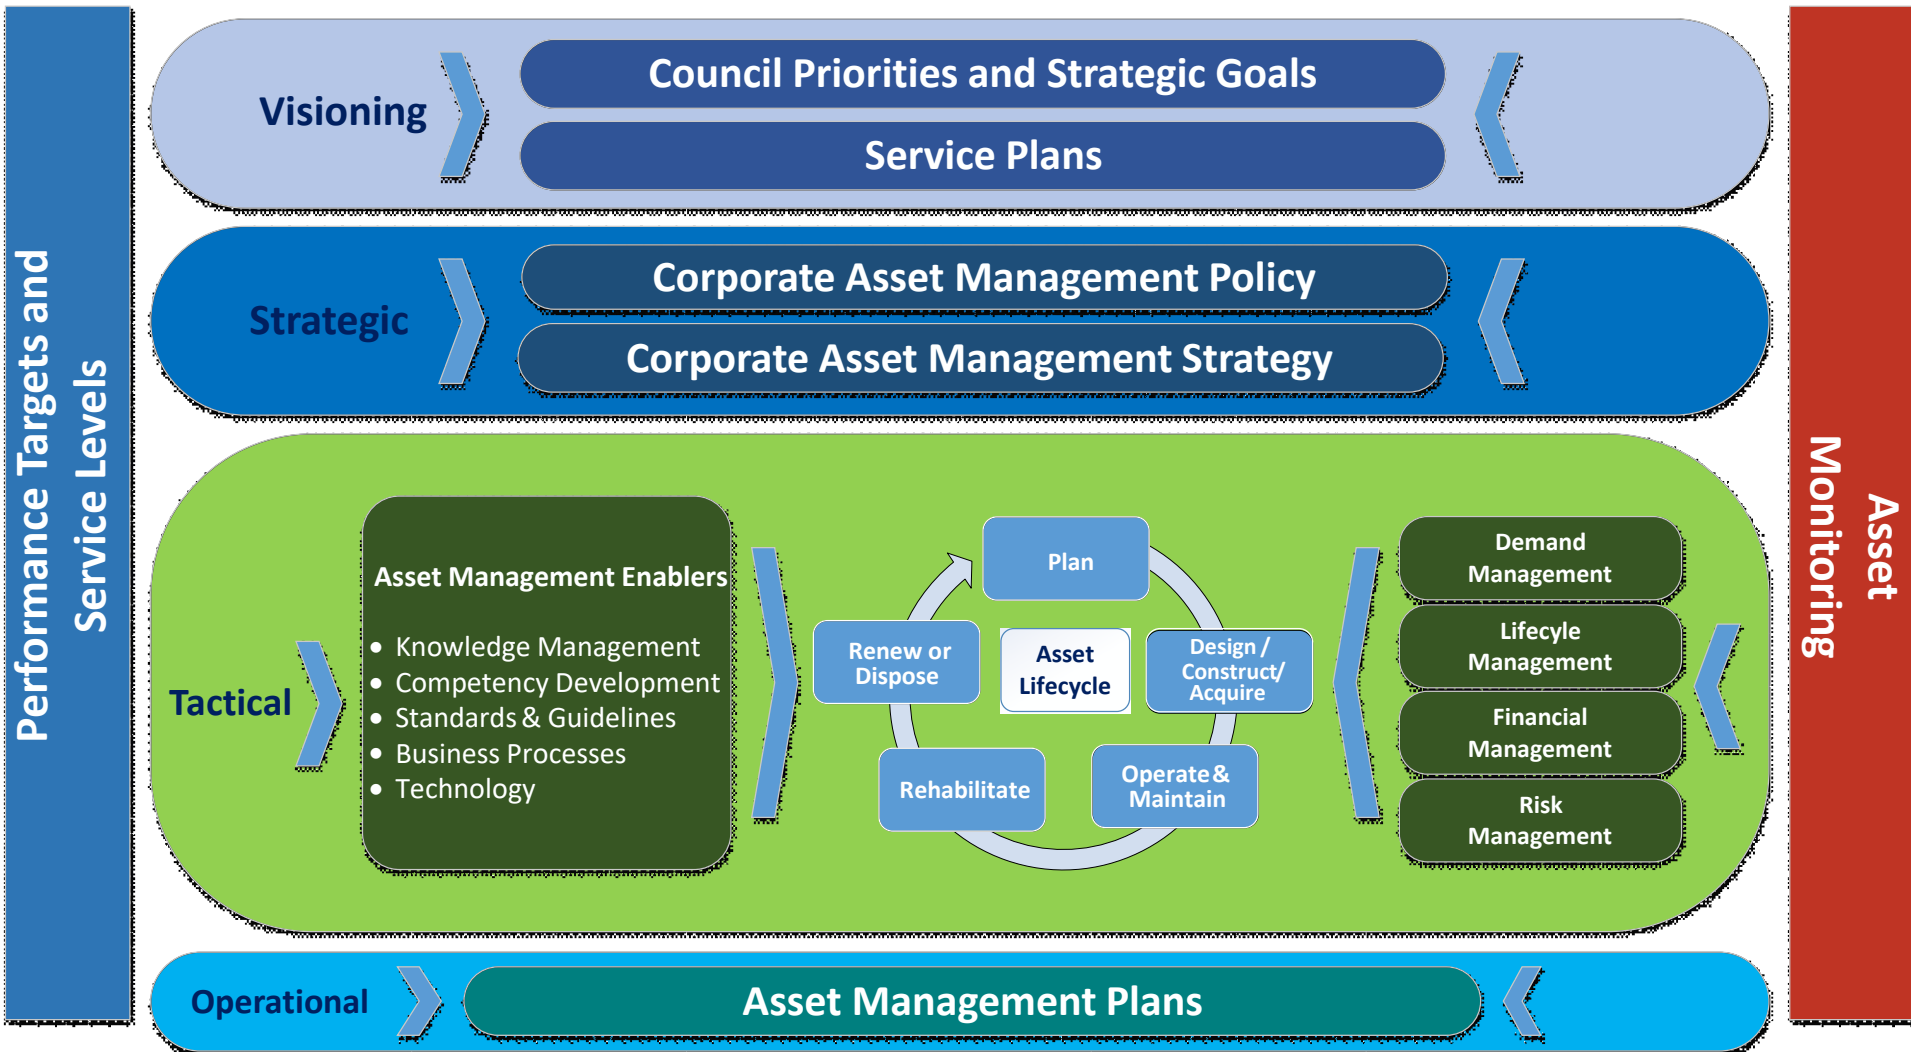 Performance Targets and
Service Levels
Visioning
Council Priorities and Strategic Goals
Service Plans
Strategic
Corporate Asset Management Policy
Corporate Asset Management Strategy
Tactical
Asset Management Enablers
• Knowledge Management
• Competency Development
• Standards & Guidelines
• Business Processes
• Technology
Plan
Design /
Construct/
Acquire
Operate &
Maintain
Rehabilitate
Renew or
Dispose
Asset
Lifecycle
Demand
Management
Lifecyle
Management
Financial
Management
Risk
Management
Operational
Asset Management Plans
Asset
Monitoring